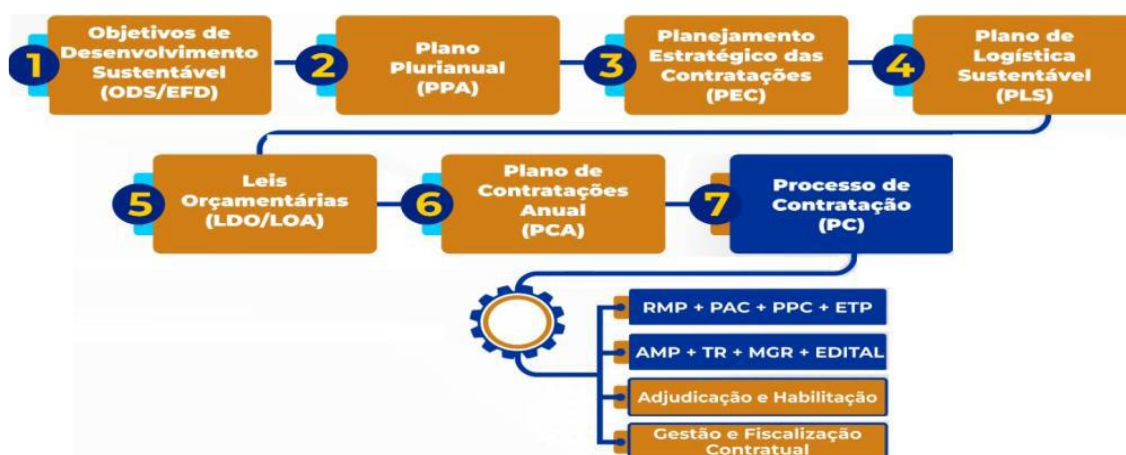 1
Objetivos de
Desenvolvimento
Sustentável
(ODS/EFD)
2
Plano
Plurianual
(PPA)
3
Planejamento
Estratégico das
Contratações
(PEC)
4
Plano de
Logística
Sustentável
(PLS)
5
Leis
Orçamentárias
(LDO/LOA)
6
Plano de
Contratações
Anual
(PCA)
7
Processo de
Contratação
(PC)
RMP + PAC + PPC + ETP
AMP + TR + MGR + EDITAL
Adjudicação e Habilitação
Gestão e Fiscalização
Contratual